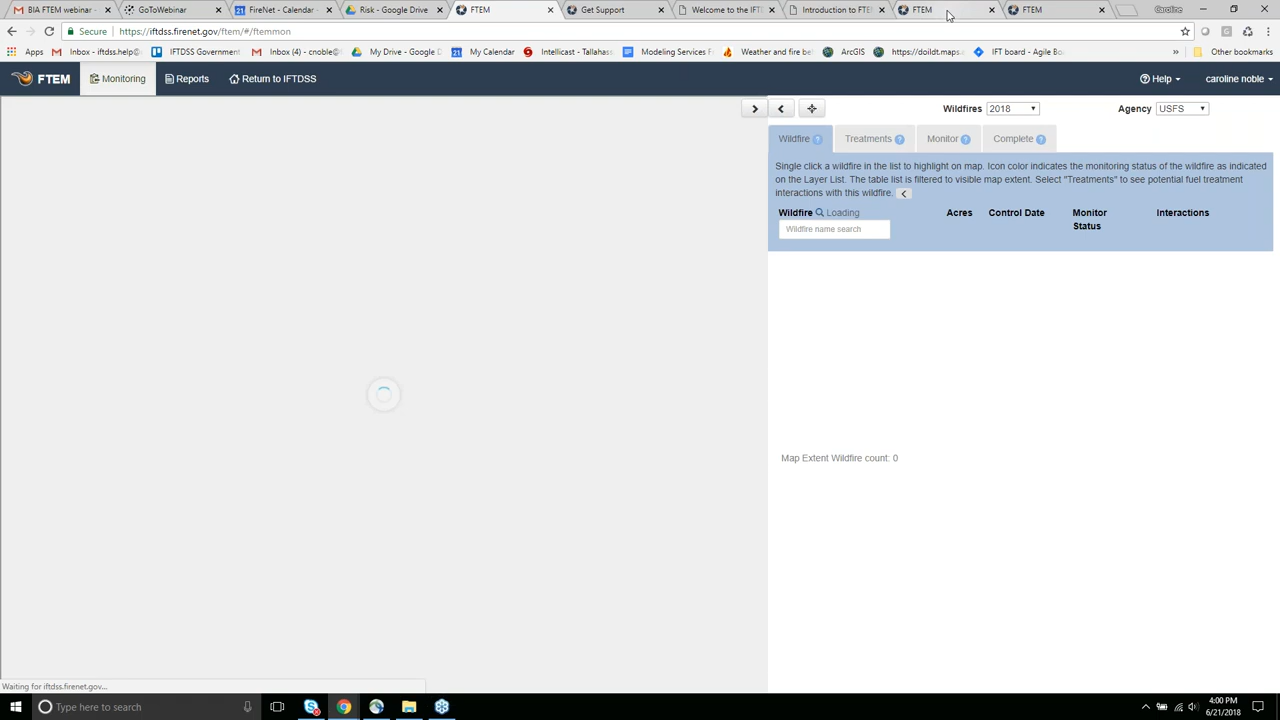 BIA FTEM webinar -
GoToWebinar
FireNet - Calendar -
Risk - Google Drive
FTEM
Get Support
Welcome to the IFT
Introduction to FTE
FTEM
FTEM
Caroline
Secure
https://iftdss.firenet.gov/ftem/#/ftemmon
Apps
Inbox - iftdss.help@
IFTDSS Government
Inbox (4) - cnoble@
My Drive - Google D
My Calendar
Intellicast - Tallahass
Modeling Services F
Weather and fire be
ArcGIS
https://doildt.maps.
IFT board - Agile Bo
»
Other bookmarks
FTEM
Monitoring
Reports
Return to IFTDSS
Help
caroline noble
Wildfires
2018
Agency
USFS
Wildfire ?
Treatments ?
Monitor ?
Complete ?
Single click a wildfire in the list to highlight on map. Icon color indicates the monitoring status of the wildfire as indicated
on the Layer List. The table list is filtered to visible map extent. Select "Treatments" to see potential fuel treatment
interactions with this wildfire.
Wildfire Loading
Acres
Control Date
Monitor
Status
Interactions
Wildfire name search
Map Extent Wildfire count: 0
Waiting for iftdss.firenet.gov...
Type here to search
4:00 PM
6/21/2018